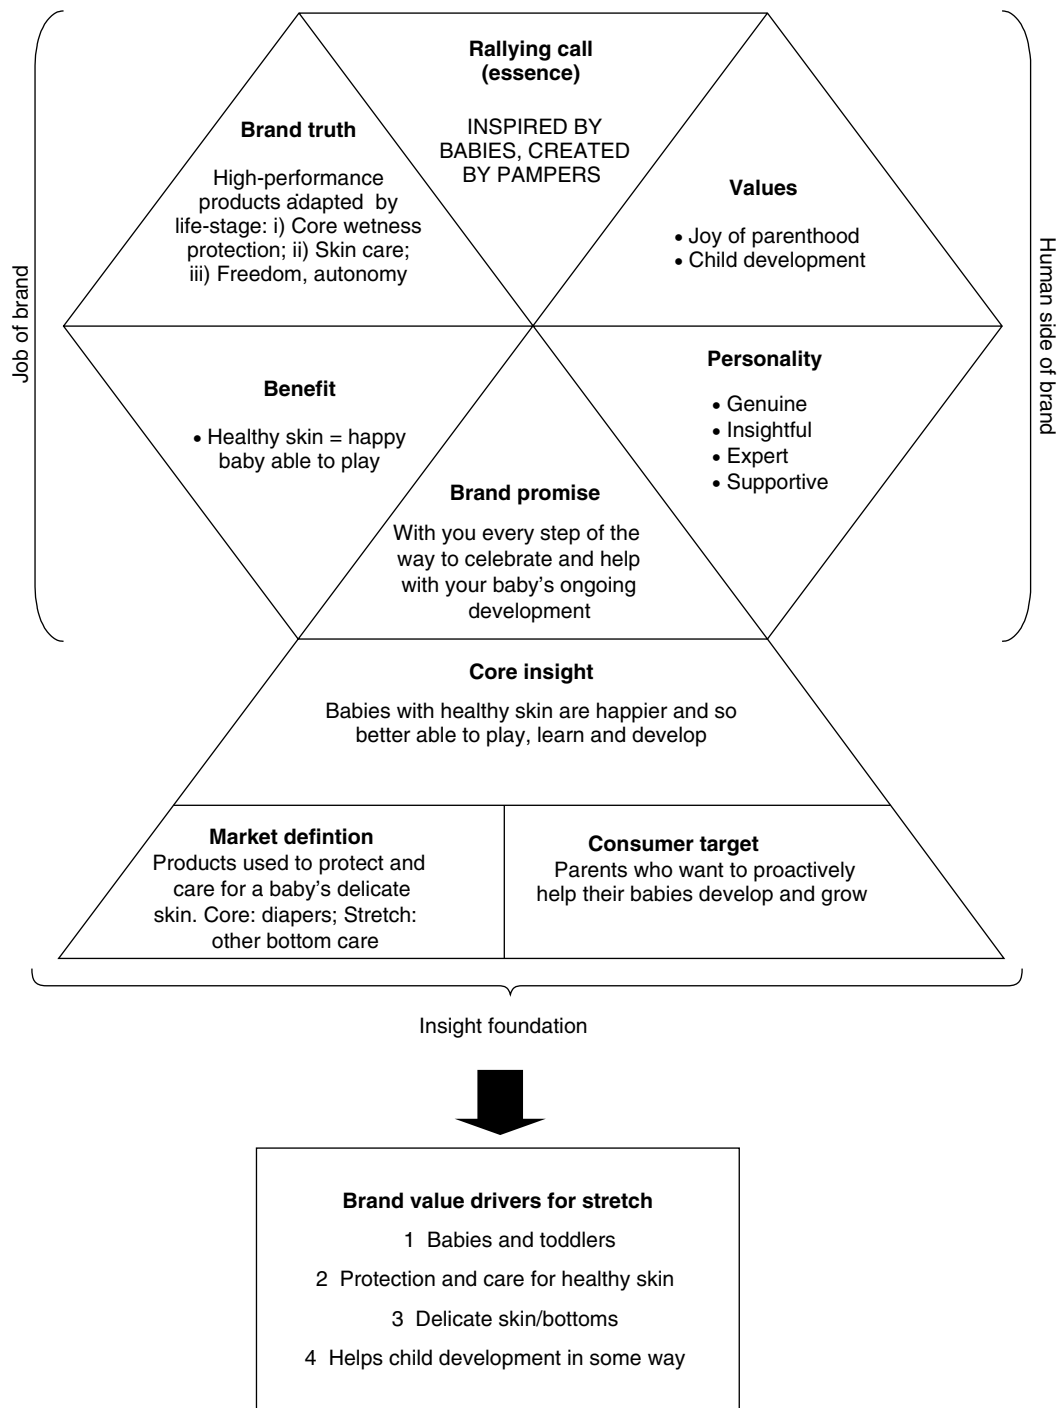 Rallying call
(essence)
INSPIRED BY
BABIES, CREATED
BY PAMPERS
Brand truth
High-performance
products adapted by
life-stage: i) Core wetness
protection; ii) Skin care;
iii) Freedom, autonomy
Values
• Joy of parenthood
• Child development
Job of brand
Human side of brand
Benefit
• Healthy skin = happy
baby able to play
Personality
• Genuine
• Insightful
• Expert
• Supportive
Brand promise
With you every step of the
way to celebrate and help
with your baby's ongoing
development
Core insight
Babies with healthy skin are happier and so
better able to play, learn and develop
Market defintion
Products used to protect and
care for a baby's delicate
skin. Core: diapers; Stretch:
other bottom care
Consumer target
Parents who want to proactively
help their babies develop and grow
Insight foundation
Brand value drivers for stretch
1 Babies and toddlers
2 Protection and care for healthy skin
3 Delicate skin/bottoms
4 Helps child development in some way